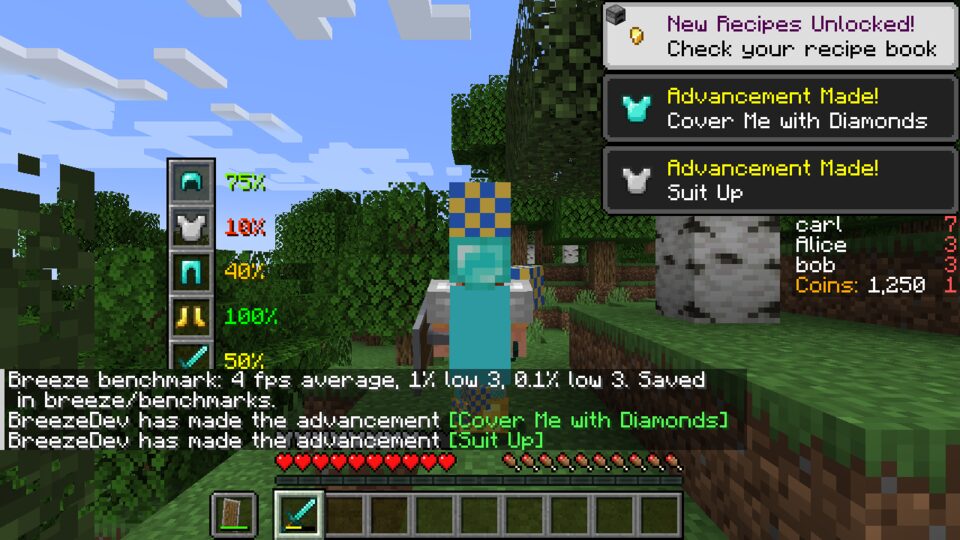 New Recipes Unlocked!
Check your recipe book
Advancement Made!
Cover Me with Diamonds
Advancement Made!
Suit Up
75%
10%
40%
100%
50%
carl 7
Alice 3
bob 3
Coins: 1,250 1
Breeze benchmark: 4 fps average, 1% low 3, 0.1% low 3. Saved
in breeze/benchmarks.
BreezeDev has made the advancement [Cover Me with Diamonds]
BreezeDev has made the advancement [Suit Up]